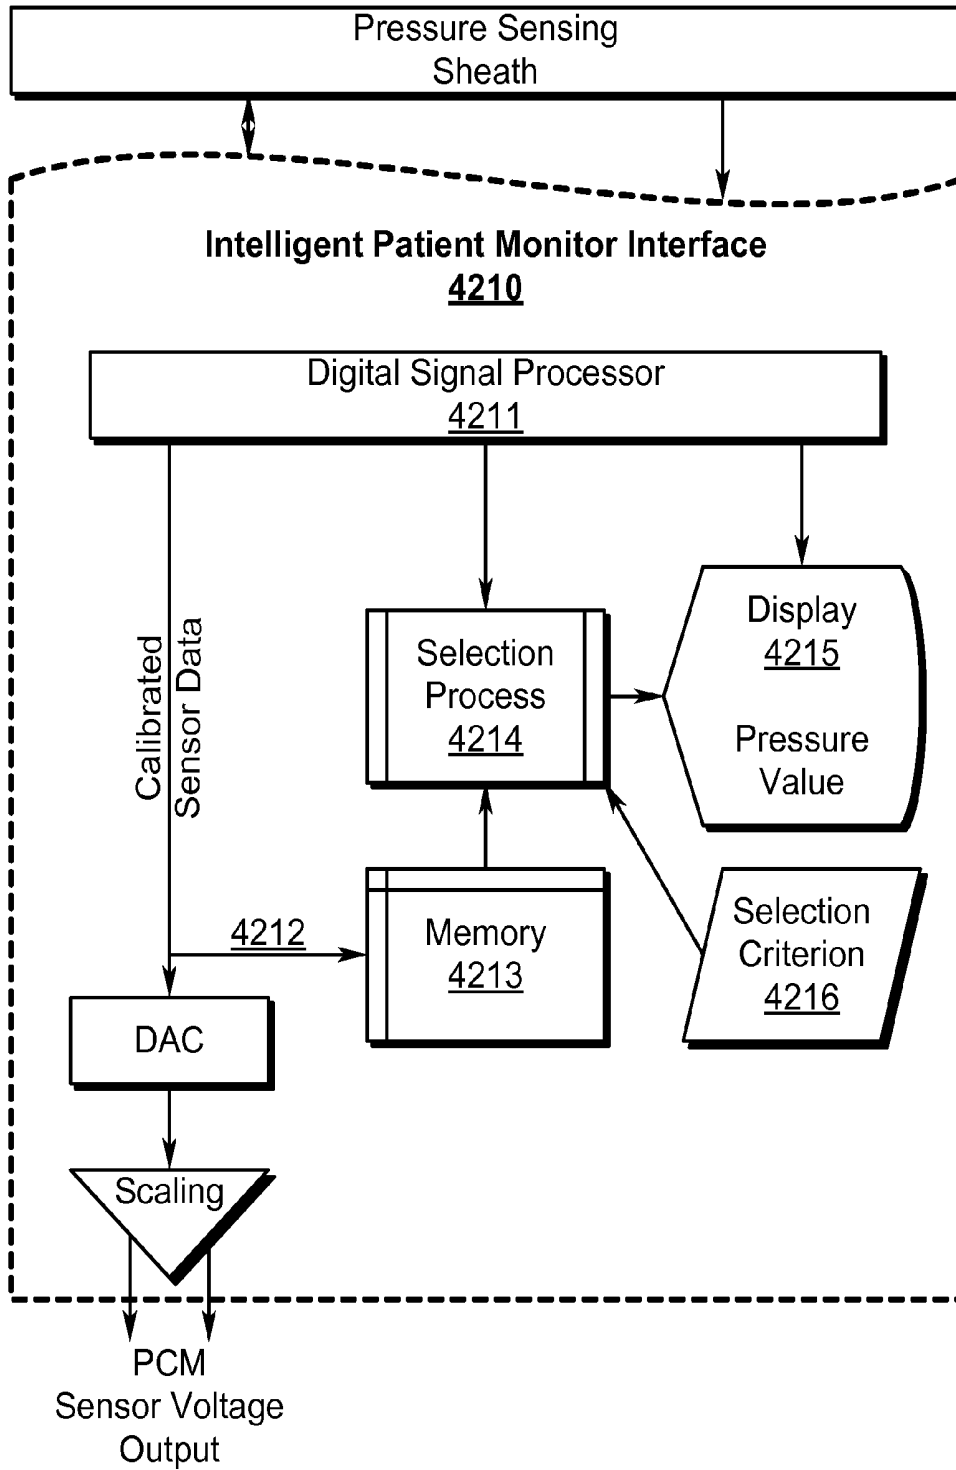 Pressure Sensing
Sheath
Intelligent Patient Monitor Interface
4210
Digital Signal Processor
4211
Calibrated
Sensor Data
Selection
Process
4214
Display
4215
Pressure
Value
4212
Memory
4213
Selection
Criterion
4216
DAC
Scaling
PCM
Sensor Voltage
Output